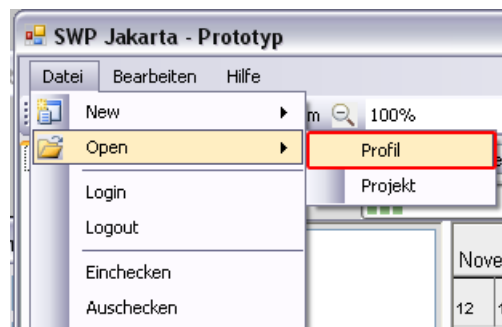 SWP Jakarta - Prototyp
Datei Bearbeiten Hilfe
New m 100%
Open Profil
Projekt
Login
Logout
Nove
Einchecken
Auschecken 12